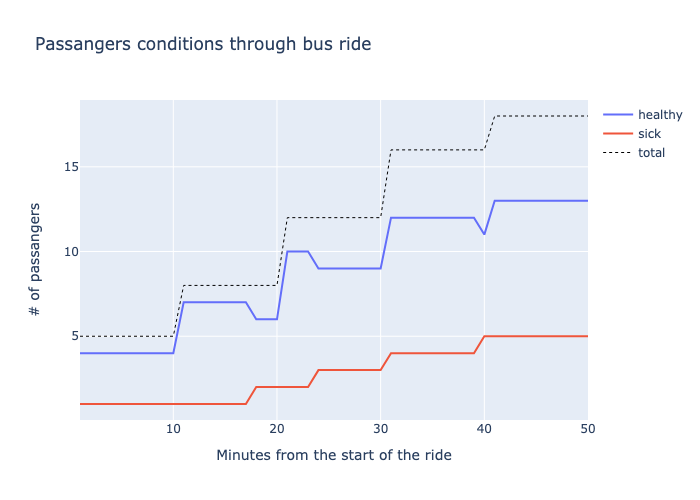 Passangers conditions through bus ride
healthy
sick
total
# of passangers
15
10
5
10
20
30
40
50
Minutes from the start of the ride